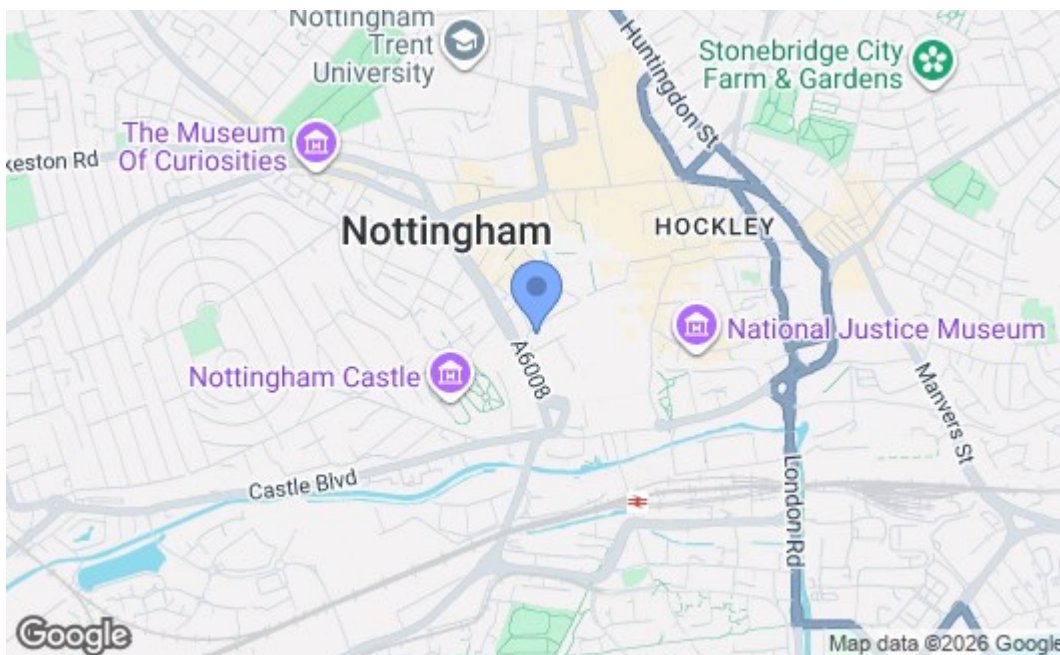 Nottingham
Trent
University
Huntingdon St
Stonebridge City
Farm & Gardens
The Museum
Of Curiosities
keston Rd
Nottingham
HOCKLEY
National Justice Museum
A6008
Nottingham Castle
Manvers St
Castle Blvd
London Rd
Google
Map data ©2026 Google